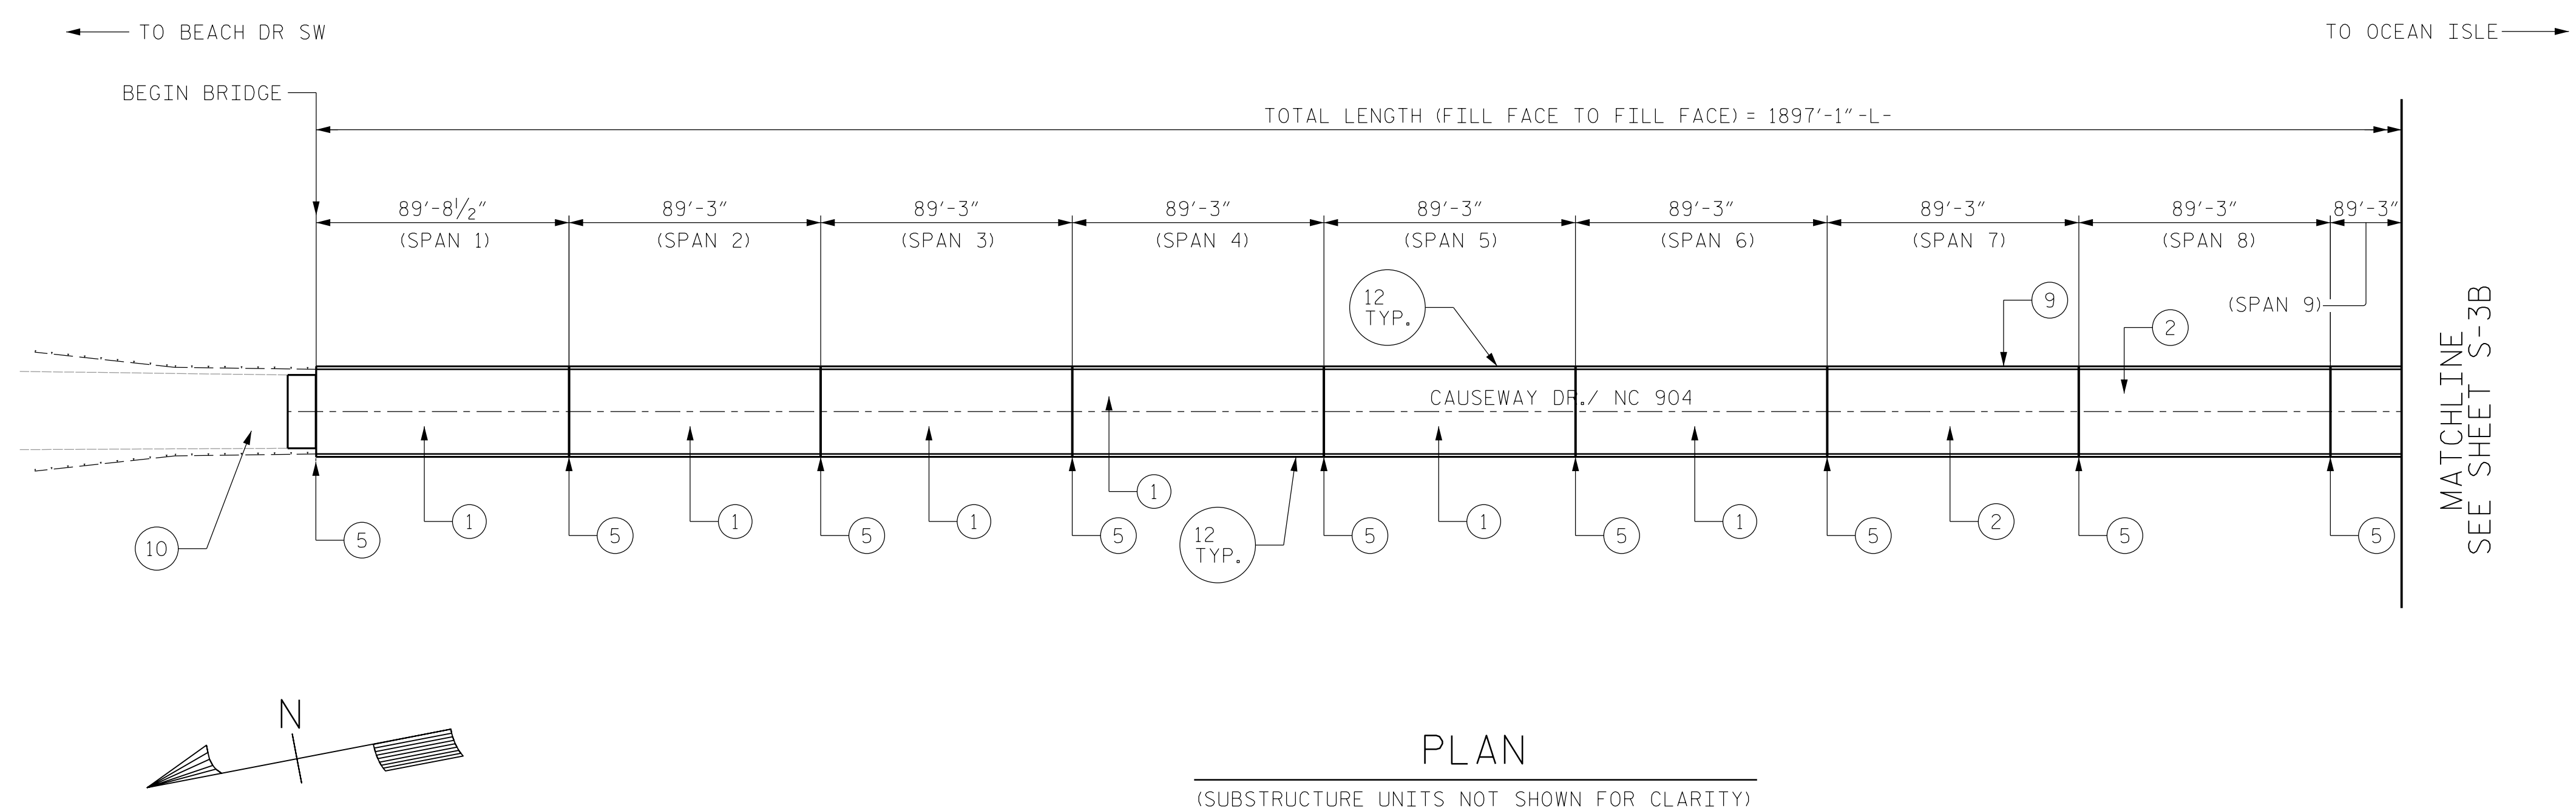 TO BEACH DR SW
TO OCEAN ISLE
BEGIN BRIDGE
TOTAL LENGTH (FILL FACE TO FILL FACE) = 1897'-1" -L-
89'-8½" 89'-3" 89'-3" 89'-3" 89'-3" 89'-3" 89'-3" 89'-3" 89'-3"
(SPAN 1) (SPAN 2) (SPAN 3) (SPAN 4) (SPAN 5) (SPAN 6) (SPAN 7) (SPAN 8)
12
TYP.
9
(SPAN 9)
2
CAUSEWAY DR./ NC 904
MATCHLINE
SEE SHEET S-3B
1
1 1 1 1 1 2
10
5 5 5 5 5 5 5 5 5
12
TYP.
N
PLAN
(SUBSTRUCTURE UNITS NOT SHOWN FOR CLARITY)